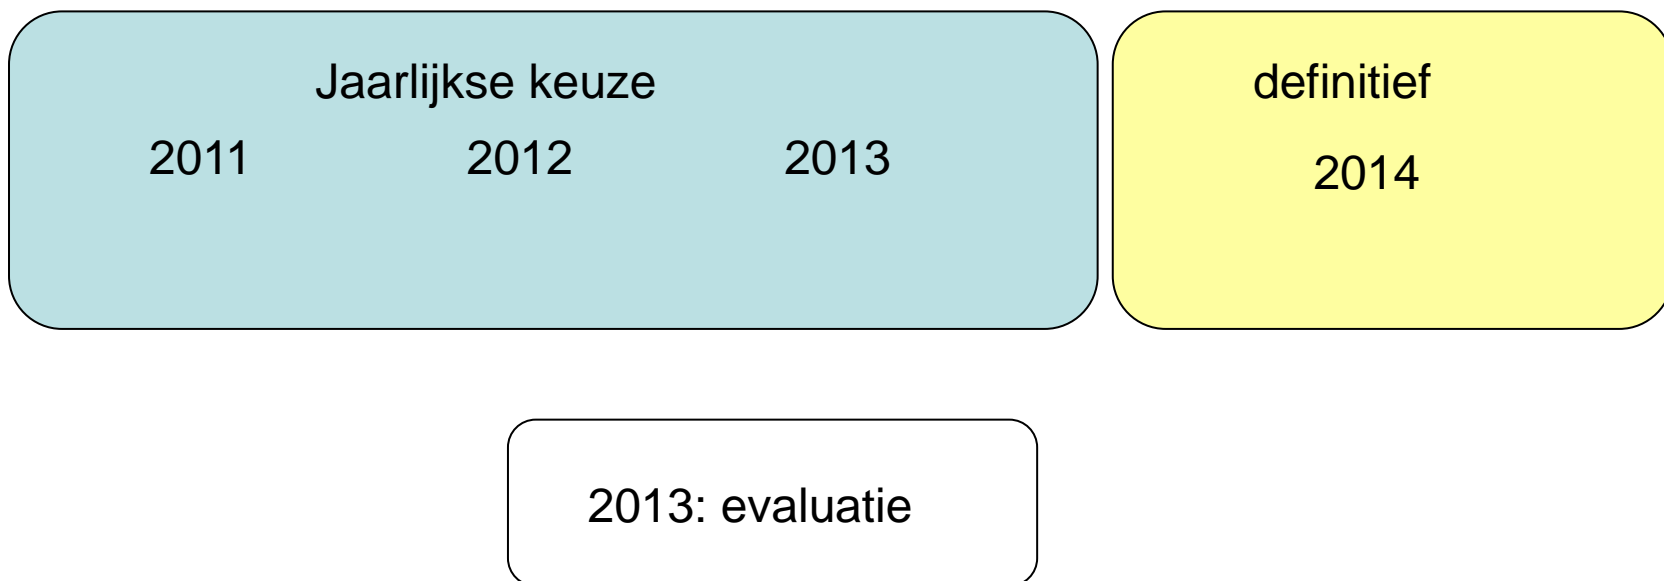 Jaarlijkse keuze
2011 2012 2013
definitief
2014
2013: evaluatie